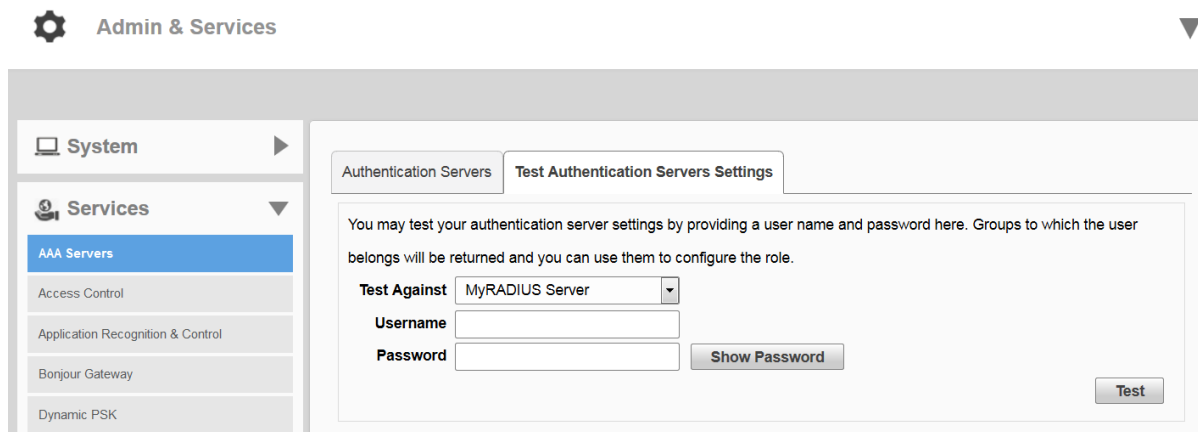 Admin & Services
System
Services
AAA Servers
Access Control
Application Recognition & Control
Bonjour Gateway
Dynamic PSK
Authentication Servers
Test Authentication Servers Settings
You may test your authentication server settings by providing a user name and password here. Groups to which the user
belongs will be returned and you can use them to configure the role.
Test Against MyRADIUS Server
Username
Password Show Password
Test